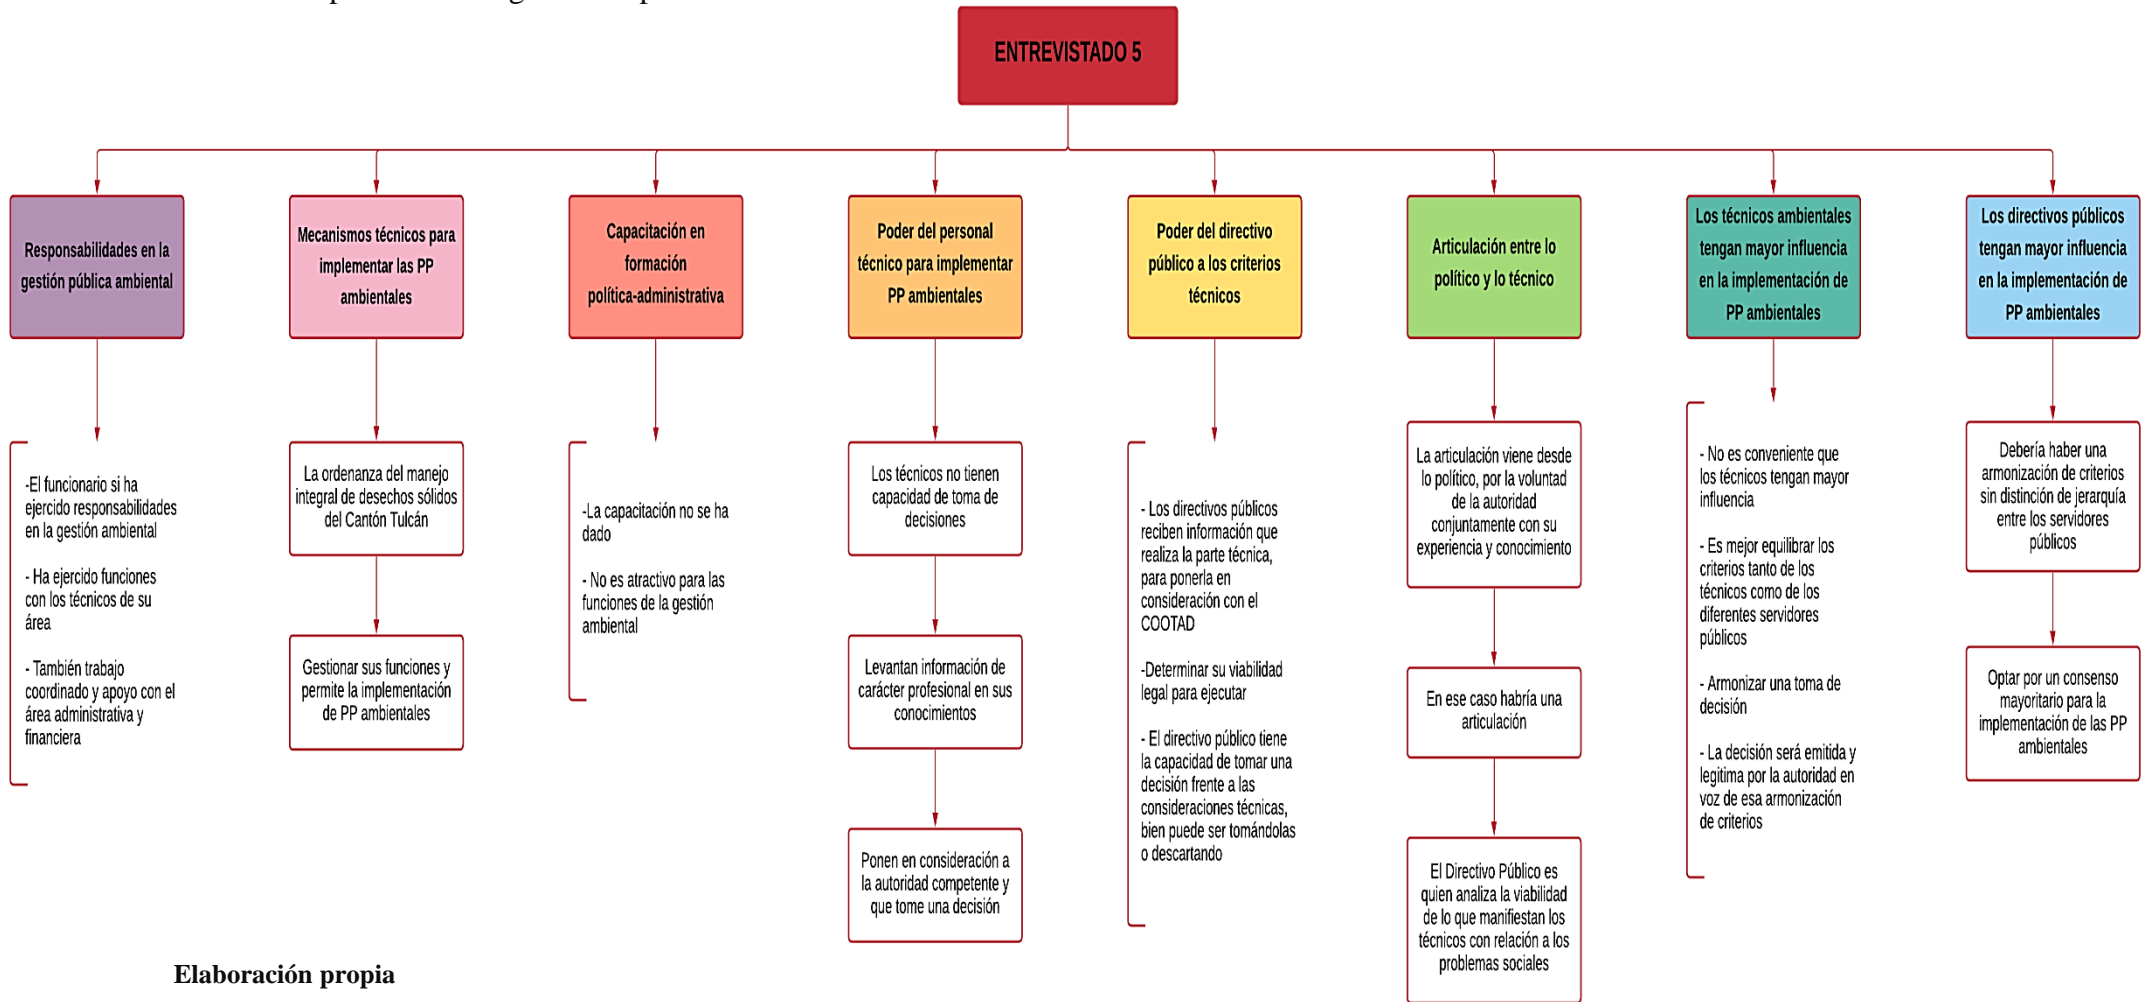 ENTREVISTADO 5
Responsabilidades en la
gestión pública ambiental
-El funcionario si ha
ejercido responsabilidades
en la gestión ambiental
- Ha ejercido funciones
con los técnicos de su
área
- También trabajo
coordinado y apoyo con el
área administrativa y
financiera
Mecanismos técnicos para
implementar las PP
ambientales
La ordenanza del manejo
integral de desechos sólidos
del Cantón Tulcán
Gestionar sus funciones y
permite la implementación
de PP ambientales
Capacitación en
formación
política-administrativa
-La capacitación no se ha
dado
- No es atractivo para las
funciones de la gestión
ambiental
Poder del personal
técnico para implementar
PP ambientales
Los técnicos no tienen
capacidad de toma de
decisiones
Levantan información de
carácter profesional en sus
conocimientos
Ponen en consideración a
la autoridad competente y
que tome una decisión
Poder del directivo
público a los criterios
técnicos
- Los directivos públicos
reciben información que
realiza la parte técnica,
para ponerla en
consideración con el
COOTAD
-Determinar su viabilidad
legal para ejecutar
- El directivo público tiene
la capacidad de tomar una
decisión frente a las
consideraciones técnicas,
bien puede ser tomándolas
o descartando
Articulación entre lo
político y lo técnico
La articulación viene desde
lo político, por la voluntad
de la autoridad
conjuntamente con su
experiencia y conocimiento
En ese caso habría una
articulación
El Directivo Público es
quien analiza la viabilidad
de lo que manifiestan los
técnicos con relación a los
problemas sociales
Los técnicos ambientales
tengan mayor influencia
en la implementación de
PP ambientales
- No es conveniente que
los técnicos tengan mayor
influencia
- Es mejor equilibrar los
criterios tanto de los
técnicos como de los
diferentes servidores
públicos
- Armonizar una toma de
decisión
- La decisión será emitida y
legitima por la autoridad en
voz de esa armonización
de criterios
Los directivos públicos
tengan mayor influencia
en la implementación de
PP ambientales
Debería haber una
armonización de criterios
sin distinción de jerarquía
entre los servidores
públicos
Optar por un consenso
mayoritario para la
implementación de las PP
ambientales
Elaboración propia